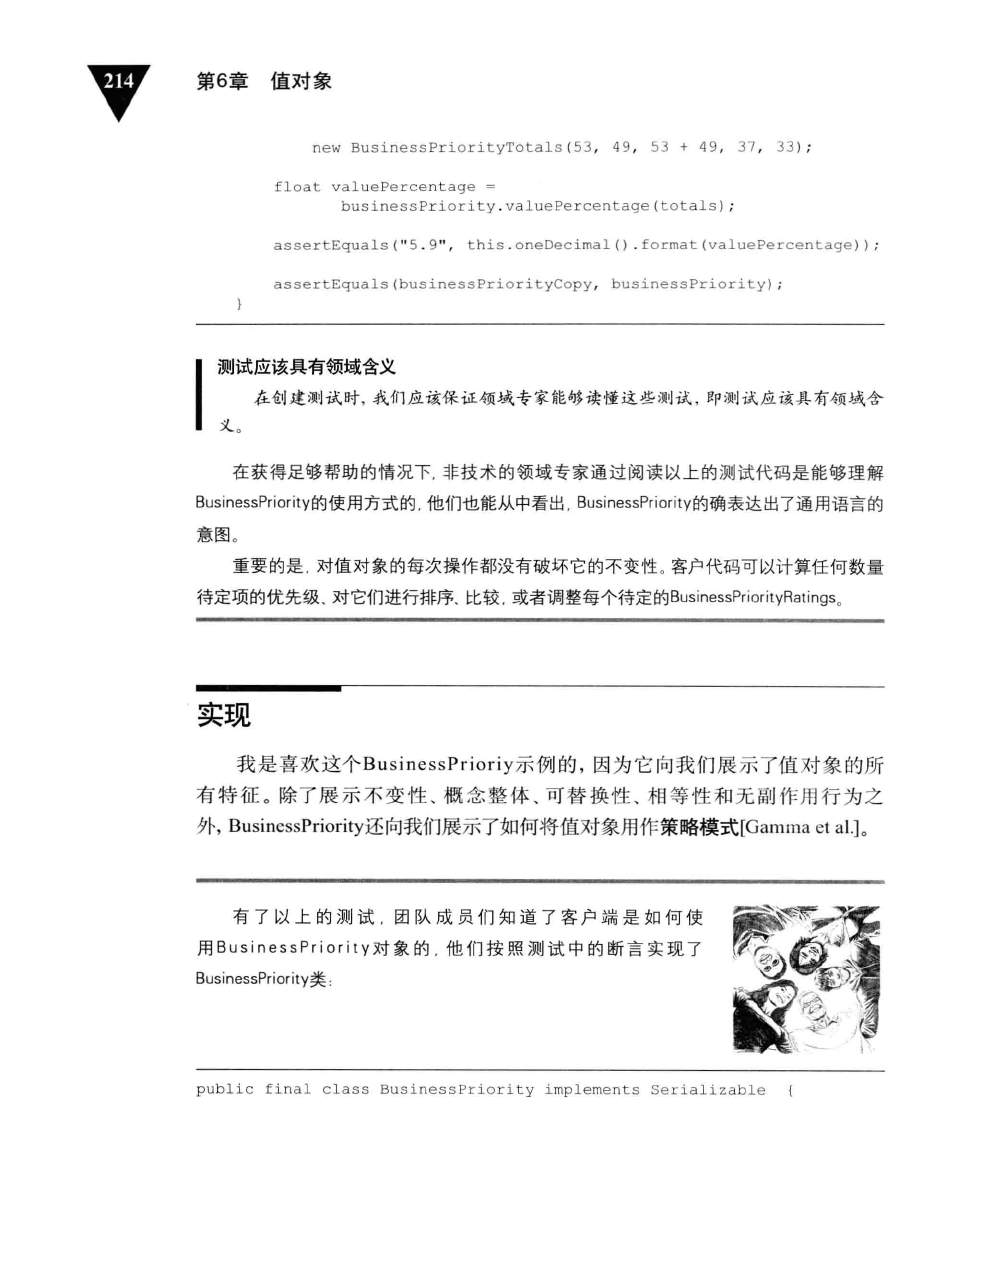 214 第6章 值对象
new BusinessPriorityTotals(53, 49, 53 + 49, 37, 33);
float valuePercentage =
businessPriority.valuePercentage(totals);
assertEquals("5.9", this.oneDecimal().format(valuePercentage));
assertEquals(businessPriorityCopy, businessPriority);
}
测试应该具有领域含义
在创建测试时，我们应该保证领域专家能够读懂这些测试，即测试应该具有领域含
义。
在获得足够帮助的情况下，非技术的领域专家通过阅读以上的测试代码是能够理解
BusinessPriority的使用方式的，他们也能从中看出，BusinessPriority的确表达出了通用语言的
意图。
重要的是，对值对象的每次操作都没有破坏它的不变性。客户代码可以计算任何数量
待定项的优先级、对它们进行排序、比较，或者调整每个待定的BusinessPriorityRatings。
实现
我是喜欢这个BusinessPrioriy示例的，因为它向我们展示了值对象的所
有特征。除了展示不变性、概念整体、可替换性、相等性和无副作用行为之
外，BusinessPriority还向我们展示了如何将值对象用作策略模式[Gamma et al.]。
有了以上的测试，团队成员们知道了客户端是如何使
用BusinessPriority对象的，他们按照测试中的断言实现了
BusinessPriority类：
public final class BusinessPriority implements Serializable {